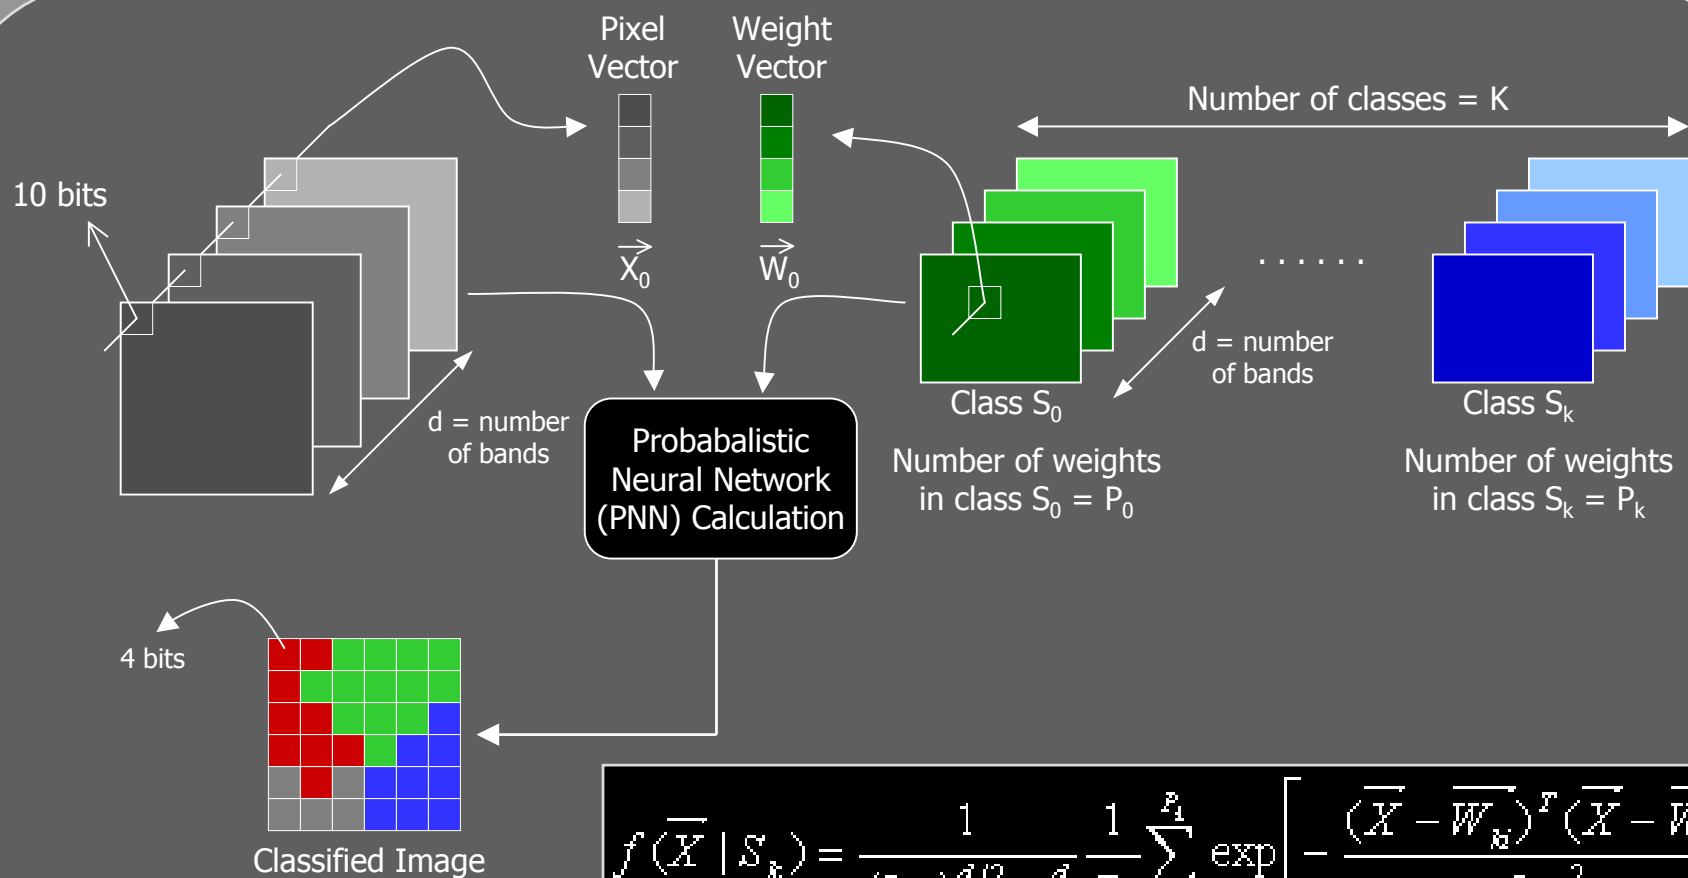 Pixel
Vector
Weight
Vector
Number of classes = K
10 bits
X₀
W₀
. . . . . .
d = number
of bands
d = number
of bands
Class S₀
Class Sₖ
Probabalistic
Neural Network
(PNN) Calculation
Number of weights
in class S₀ = P₀
Number of weights
in class Sₖ = Pₖ
4 bits
Classified Image
f(X | Sₖ) = 1 1 ∑ exp[ - (X - Wₖᵢ)ᵀ (X - W